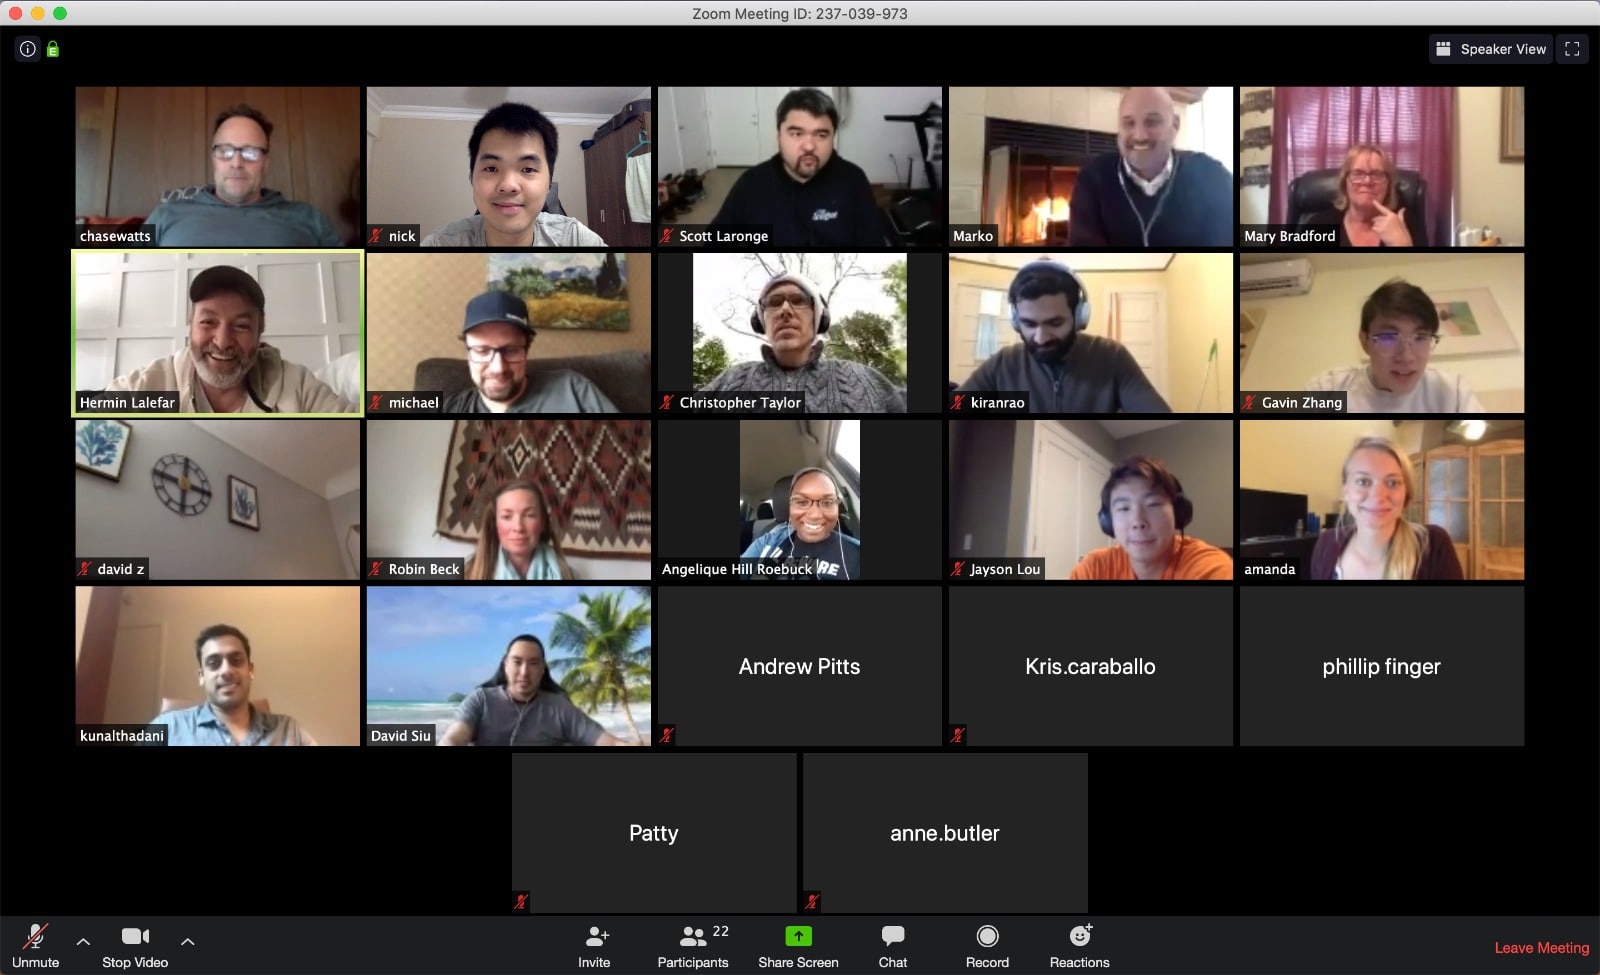 Zoom Meeting ID: 237-039-973
Speaker View
chasewatts
nick
Scott Laronge
Marko
Mary Bradford
Hermin Lalefar
michael
Christopher Taylor
kiranrao
Gavin Zhang
david z
Robin Beck
Angelique Hill Roebuck
Jayson Lou
amanda
kunalthadani
David Siu
Andrew Pitts
Kris.caraballo
phillip finger
Patty
anne.butler
Unmute
Stop Video
Invite
22
Participants
Share Screen
Chat
Record
Reactions
Leave Meeting